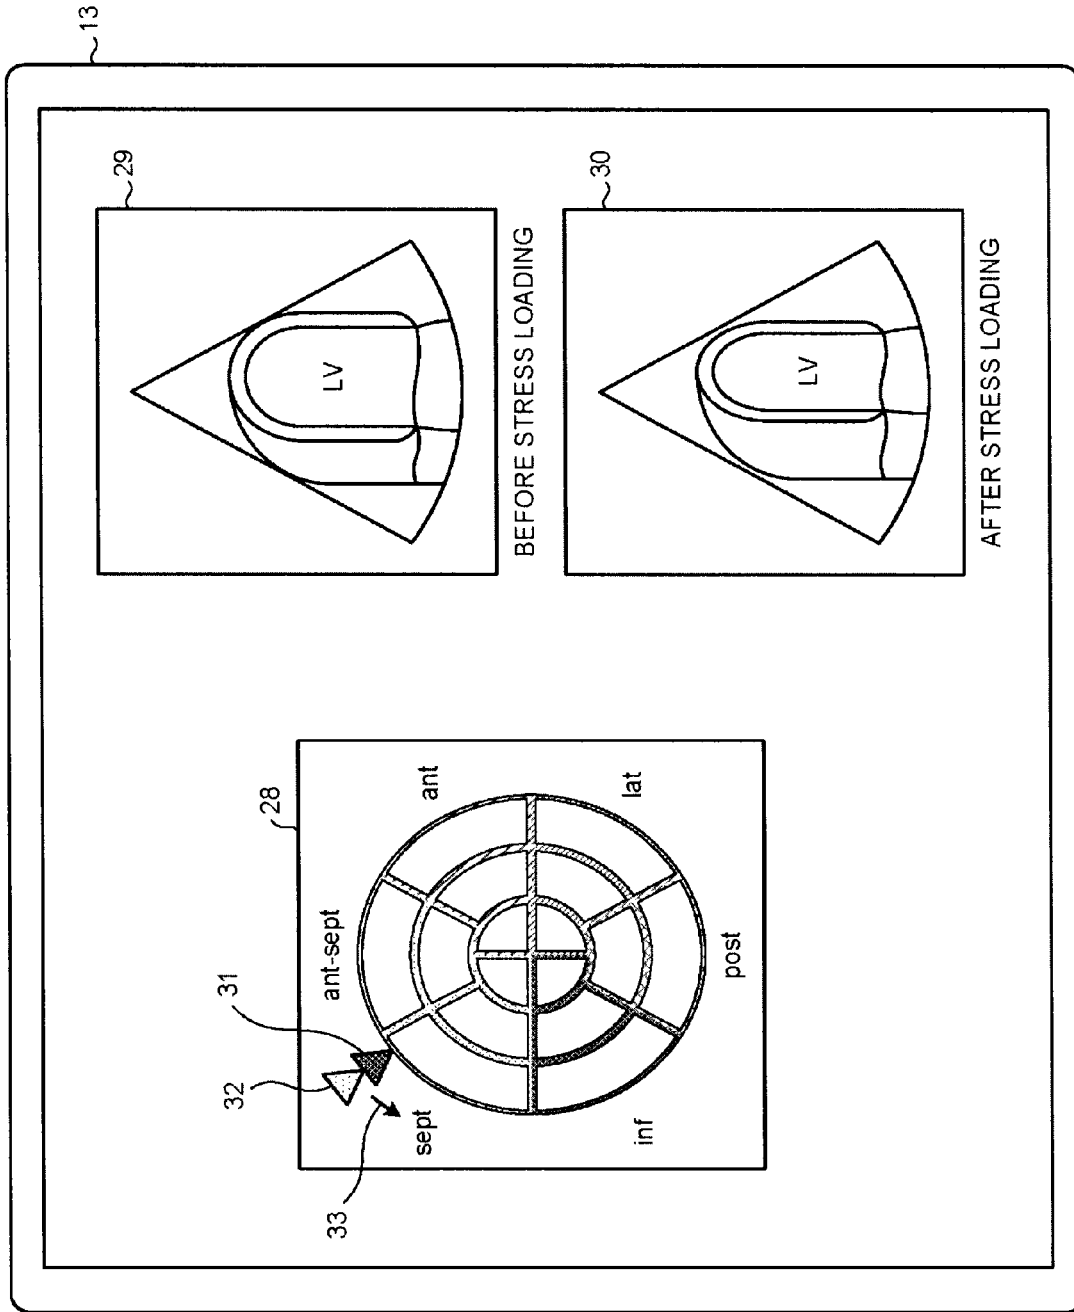 13
28
ant-sept
ant
sept
lat
inf
post
31
32
33
29
LV
BEFORE STRESS LOADING
30
LV
AFTER STRESS LOADING